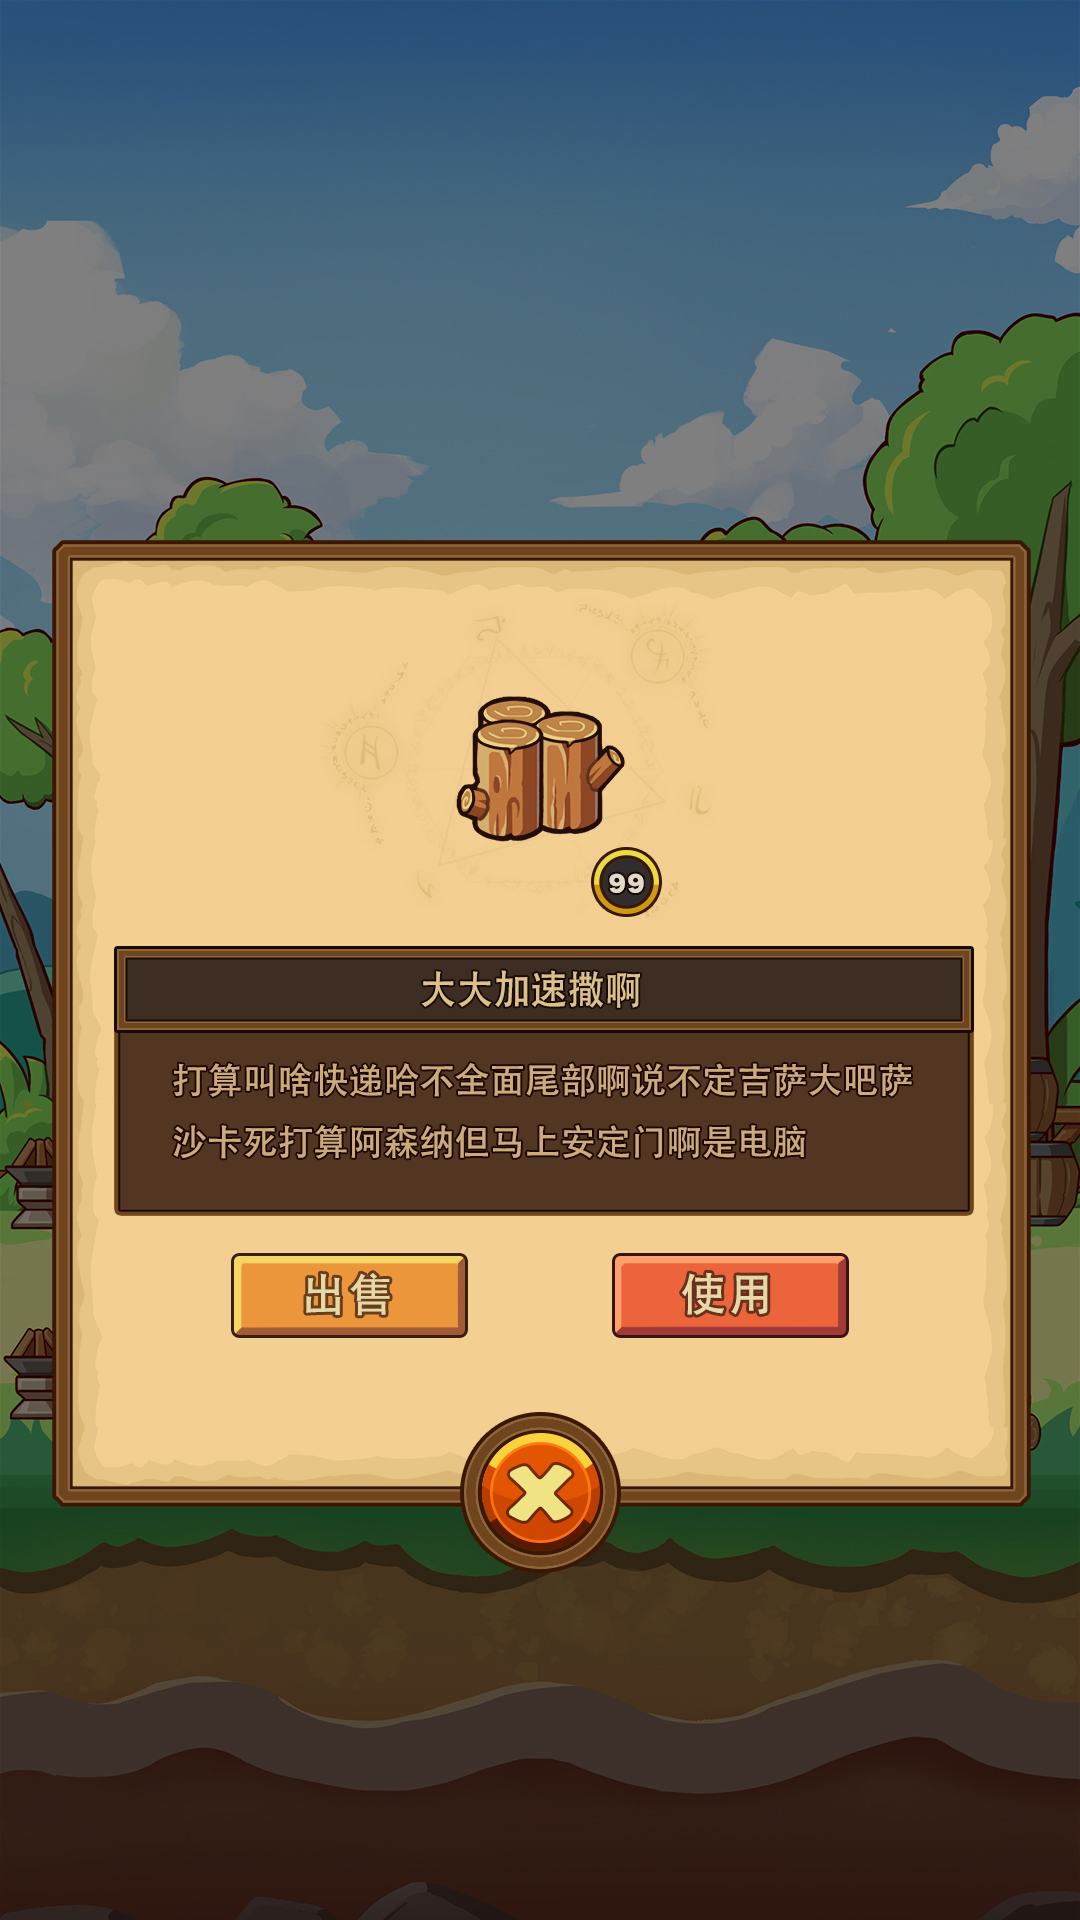 99
大大加速撒啊
打算叫啥快递哈不全面尾部啊说不定吉萨大吧萨
沙卡死打算阿森纳但马上安定门啊是电脑
出售
使用